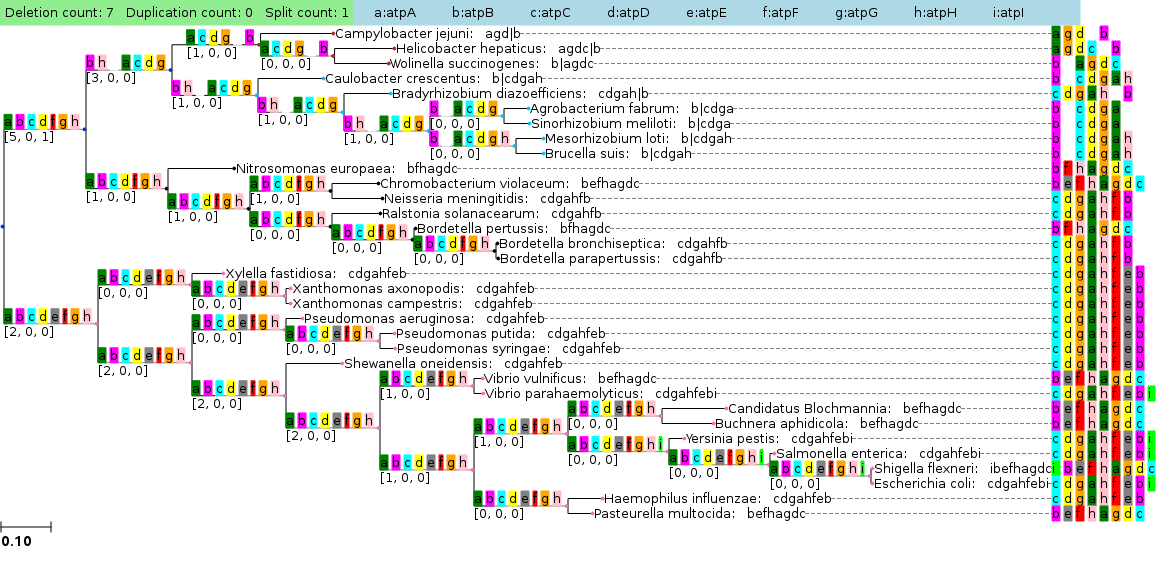 Deletion count: 7 Duplication count: 0 Split count: 1 a:atpA b:atpB c:atpC d:atpD e:atpE f:atpF g:atpG h:atpH i:atpI
Campylobacter jejuni: agd|b a g d b
a c d g b
[1, 0, 0]
Helicobacter hepaticus: agdc|b a g d c b
a c d g b
[0, 0, 0]
Wolinella succinogenes: b|agdc b a g d c
b h a c d g
[3, 0, 0]
Caulobacter crescentus: b|cdgah b c d g a h
b h a c d g
[1, 0, 0]
Bradyrhizobium diazoefficiens: cdgah|b c d g a h b
b h a c d g
[1, 0, 0]
Agrobacterium fabrum: b|cdga b c d g a
b a c d g
[0, 0, 0]
Sinorhizobium meliloti: b|cdga b c d g a
b h a c d g
[1, 0, 0]
a b c d f g h
[5, 0, 1]
Mesorhizobium loti: b|cdgah b c d g a h
b a c d g h
[0, 0, 0]
Brucella suis: b|cdgah b c d g a h
Nitrosomonas europaea: bfhagdc b f h a g d c
a b c d f g h
[1, 0, 0]
Chromobacterium violaceum: befhagdc b e f h a g d c
a b c d f g h
[1, 0, 0]
Neisseria meningitidis: cdgahfb c d g a h f b
a b c d f g h
[1, 0, 0]
Ralstonia solanacearum: cdgahfb c d g a h f b
a b c d f g h
[0, 0, 0]
Bordetella pertussis: bfhagdc b f h a g d c
a b c d f g h
[0, 0, 0]
Bordetella bronchiseptica: cdgahfb c d g a h f b
a b c d f g h
[0, 0, 0]
Bordetella parapertussis: cdgahfb c d g a h f b
Xylella fastidiosa: cdgahfeb c d g a h f e b
a b c d e f g h
[0, 0, 0]
Xanthomonas axonopodis: cdgahfeb c d g a h f e b
a b c d e f g h
[0, 0, 0]
Xanthomonas campestris: cdgahfeb c d g a h f e b
a b c d e f g h
[2, 0, 0]
Pseudomonas aeruginosa: cdgahfeb c d g a h f e b
a b c d e f g h
[0, 0, 0]
Pseudomonas putida: cdgahfeb c d g a h f e b
a b c d e f g h
[0, 0, 0]
Pseudomonas syringae: cdgahfeb c d g a h f e b
a b c d e f g h
[2, 0, 0]
Shewanella oneidensis: cdgahfeb c d g a h f e b
Vibrio vulnificus: befhagdc b e f h a g d c
a b c d e f g h
[1, 0, 0]
Vibrio parahaemolyticus: cdgahfebi c d g a h f e b i
a b c d e f g h
[2, 0, 0]
Candidatus Blochmannia: befhagdc b e f h a g d c
a b c d e f g h
[0, 0, 0]
Buchnera aphidicola: befhagdc b e f h a g d c
a b c d e f g h
[2, 0, 0]
a b c d e f g h
[1, 0, 0]
Yersinia pestis: cdgahfebi c d g a h f e b i
a b c d e f g h i
[0, 0, 0]
Salmonella enterica: cdgahfebi c d g a h f e b i
a b c d e f g h i
[0, 0, 0]
a b c d e f g h
[1, 0, 0]
Shigella flexneri: ibefhagdc i b e f h a g d c
a b c d e f g h i
[0, 0, 0]
Escherichia coli: cdgahfebi c d g a h f e b i
Haemophilus influenzae: cdgahfeb c d g a h f e b
a b c d e f g h
[0, 0, 0]
Pasteurella multocida: befhagdc b e f h a g d c
0.10